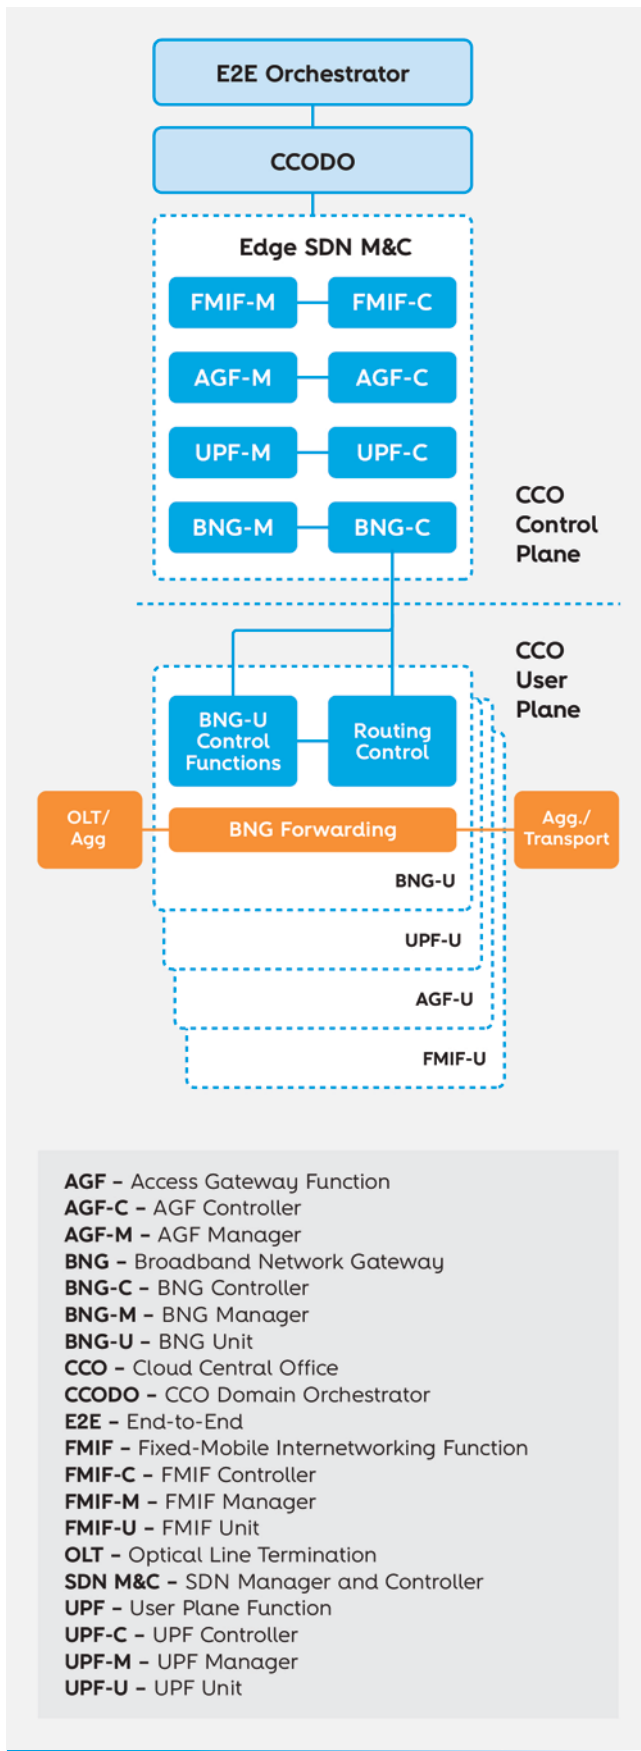 E2E Orchestrator
CCODO
Edge SDN M&C
FMIF-M
FMIF-C
AGF-M
AGF-C
UPF-M
UPF-C
BNG-M
BNG-C
CCO
Control
Plane
CCO
User
Plane
BNG-U
Control
Functions
Routing
Control
OLT/
Agg
BNG Forwarding
Agg./
Transport
BNG-U
UPF-U
AGF-U
FMIF-U
AGF – Access Gateway Function
AGF-C – AGF Controller
AGF-M – AGF Manager
BNG – Broadband Network Gateway
BNG-C – BNG Controller
BNG-M – BNG Manager
BNG-U – BNG Unit
CCO – Cloud Central Office
CCODO – CCO Domain Orchestrator
E2E – End-to-End
FMIF – Fixed-Mobile Internetworking Function
FMIF-C – FMIF Controller
FMIF-M – FMIF Manager
FMIF-U – FMIF Unit
OLT – Optical Line Termination
SDN M&C – SDN Manager and Controller
UPF – User Plane Function
UPF-C – UPF Controller
UPF-M – UPF Manager
UPF-U – UPF Unit